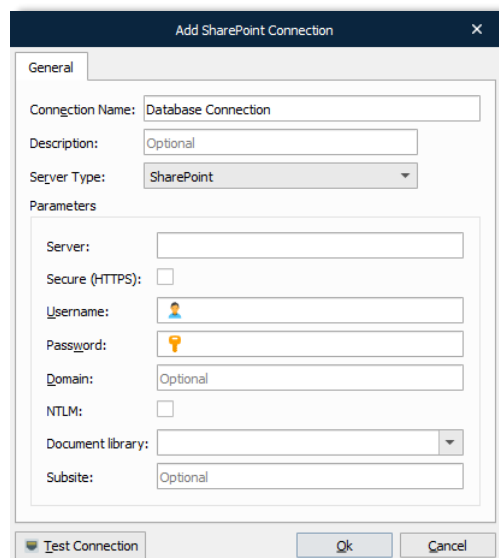 Add SharePoint Connection
General
Connection Name: Database Connection
Description: Optional
Server Type: SharePoint
Parameters
Server:
Secure (HTTPS):
Username:
Password:
Domain: Optional
NTLM:
Document library:
Subsite: Optional
Test Connection Ok Cancel